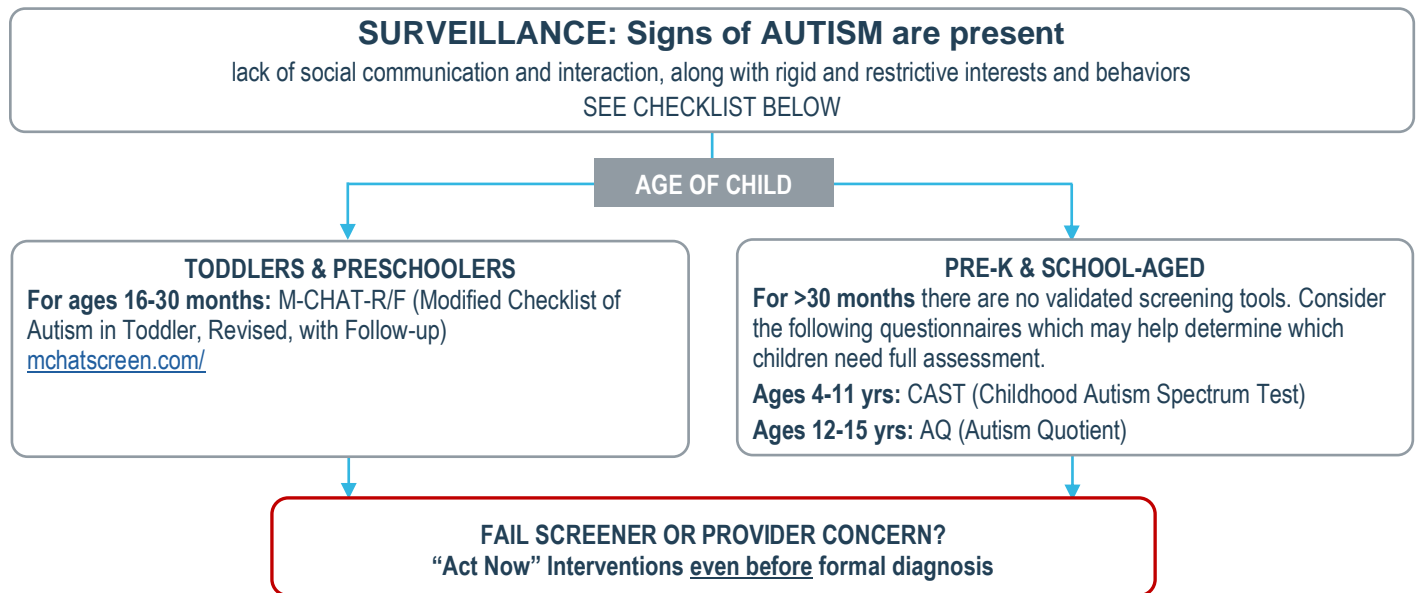 SURVEILLANCE: Signs of AUTISM are present
lack of social communication and interaction, along with rigid and restrictive interests and behaviors
SEE CHECKLIST BELOW
AGE OF CHILD
TODDLERS & PRESCHOOLERS
For ages 16-30 months: M-CHAT-R/F (Modified Checklist of
Autism in Toddler, Revised, with Follow-up)
mchatscreen.com/
PRE-K & SCHOOL-AGED
For >30 months there are no validated screening tools. Consider
the following questionnaires which may help determine which
children need full assessment.
Ages 4-11 yrs: CAST (Childhood Autism Spectrum Test)
Ages 12-15 yrs: AQ (Autism Quotient)
FAIL SCREENER OR PROVIDER CONCERN?
“Act Now” Interventions even before formal diagnosis